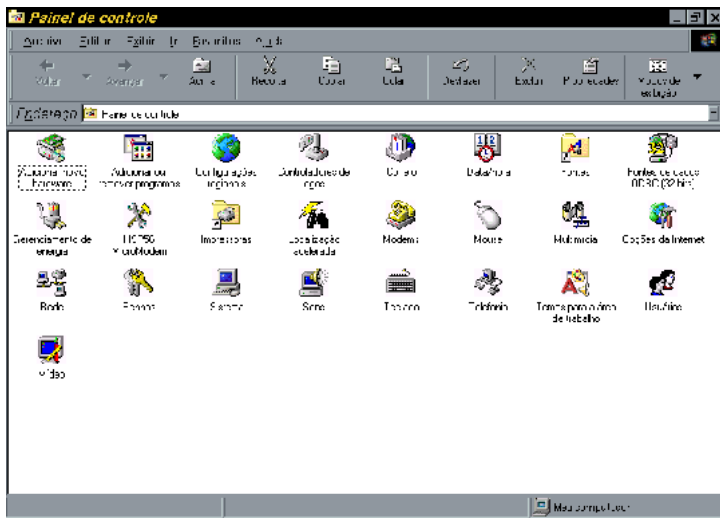 Painel de controle
Arquivo Editar Exibir Ir Favoritos Ajuda
Voltar Avançar Acima Recortar Copiar Colar Desfazer Excluir Propriedades Modos de
exibição
Endereço Painel de controle
Adicionar novo
hardware
Adicionar ou
remover programas
Configurações
regionais
Controladores de
jogos
Correio
Data/hora
Fontes
Fontes de dados
ODBC (32 bits)
Gerenciamento de
energia
HSP56
MicroModem
Impressoras
Localização
acelerada
Modems
Mouse
Multimídia
Opções da Internet
Rede
Senhas
Sistema
Sons
Teclado
Telefonia
Temas para a área
de trabalho
Usuários
Vídeo
Meu computador